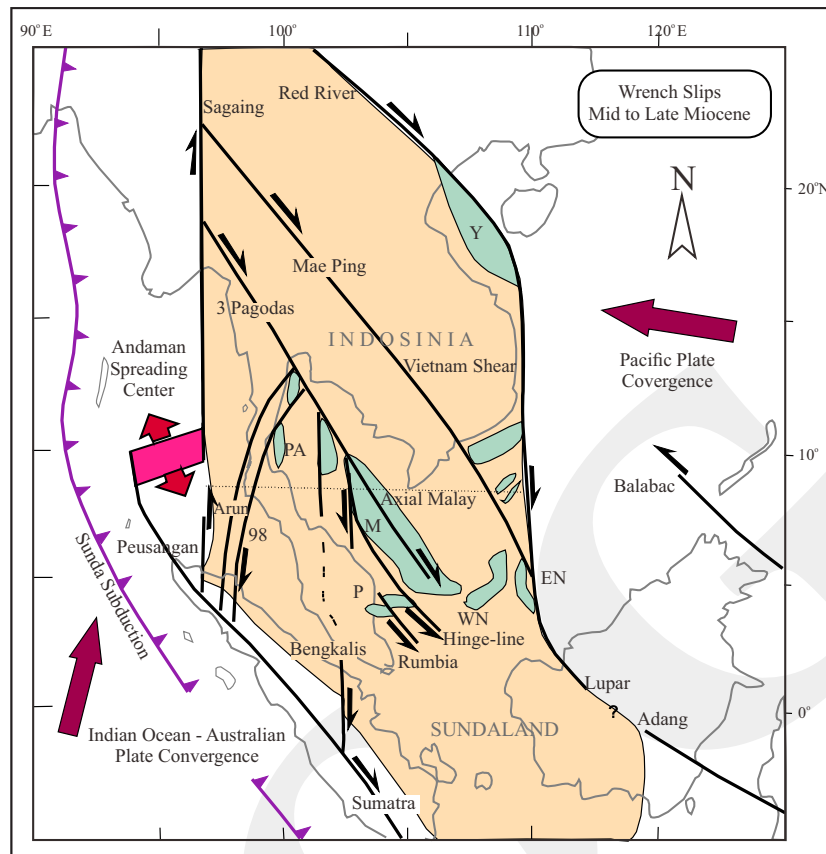 90°E
100°
110°
120°E
Wrench Slips
Mid to Late Miocene
Red River
Sagaing
N
20°N
Y
Mae Ping
3 Pagodas
INDOSINIA
Vietnam Shear
Pacific Plate
Covergence
Andaman
Spreading
Center
PA
10°
Balabac
Axial Malay
Arun
M
98
Peusangan
Sunda Subduction
P
EN
WN
Hinge-line
Bengkalis
Rumbia
Lupar
?
Adang
0°
SUNDALAND
Indian Ocean - Australian
Plate Convergence
Sumatra